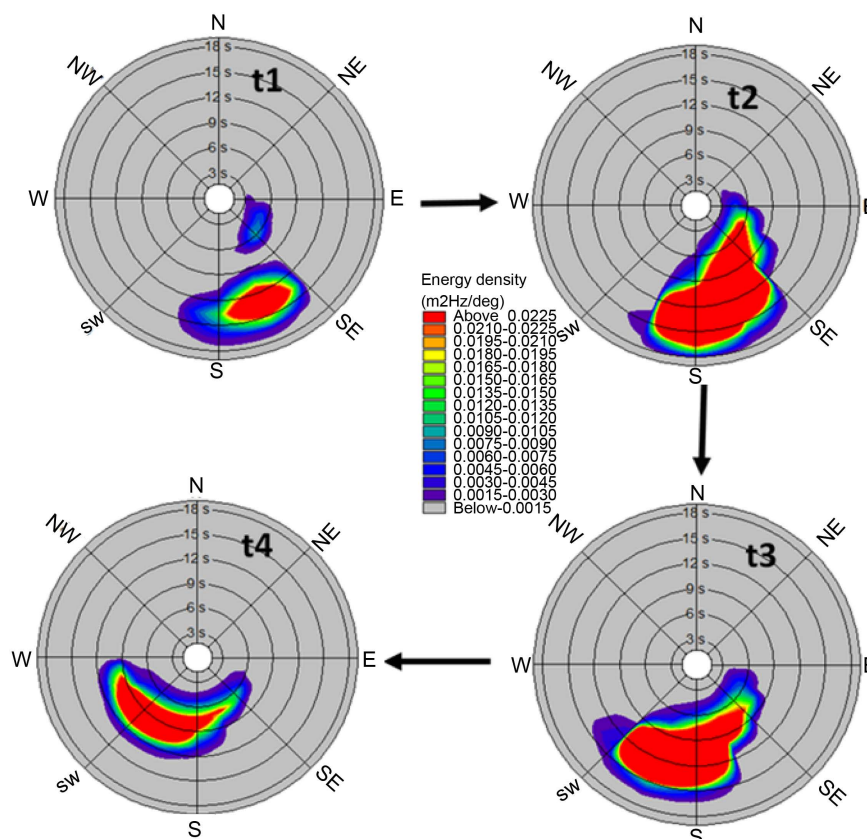 N
NW
NE
t1
18 s
15 s
12 s
9 s
6 s
3 s
W
E
sw
SE
S
N
NW
NE
t2
18 s
15 s
12 s
9 s
6 s
3 s
W
E
sw
SE
S
Energy density
(m2Hz/deg)
Above 0.0225
0.0210-0.0225
0.0195-0.0210
0.0180-0.0195
0.0165-0.0180
0.0150-0.0165
0.0135-0.0150
0.0120-0.0135
0.0105-0.0120
0.0090-0.0105
0.0075-0.0090
0.0060-0.0075
0.0045-0.0060
0.0030-0.0045
0.0015-0.0030
Below-0.0015
N
NW
NE
t4
18 s
15 s
12 s
9 s
6 s
3 s
W
E
sw
SE
S
N
NW
NE
t3
18 s
15 s
12 s
9 s
6 s
3 s
W
E
sw
SE
S